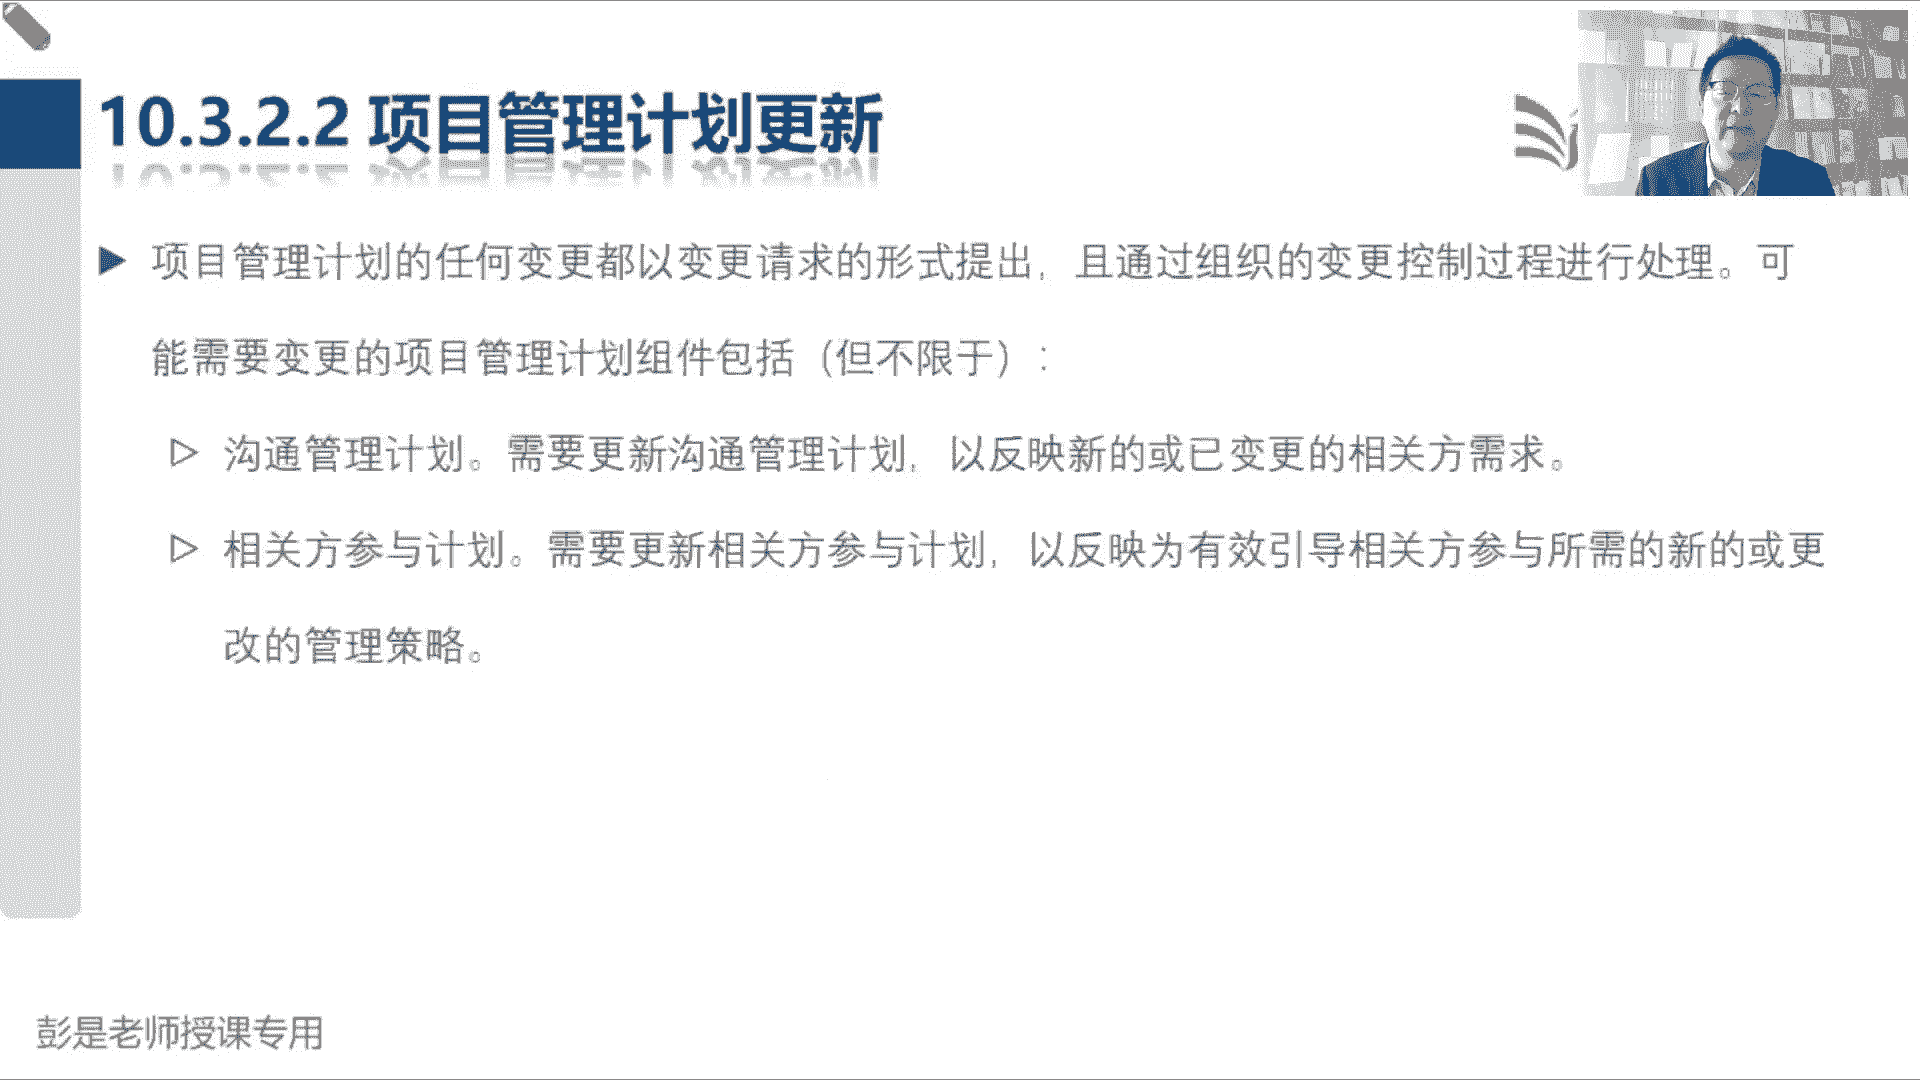 10.3.2.2 项目管理计划更新
项目管理计划的任何变更都以变更请求的形式提出，且通过组织的变更控制过程进行处理。可
能需要变更的项目管理计划组件包括（但不限于）：
沟通管理计划。需要更新沟通管理计划，以反映新的或已变更的相关方需求。
相关方参与计划。需要更新相关方参与计划，以反映为有效引导相关方参与所需的新的或更
改的管理策略。
彭是老师授课专用